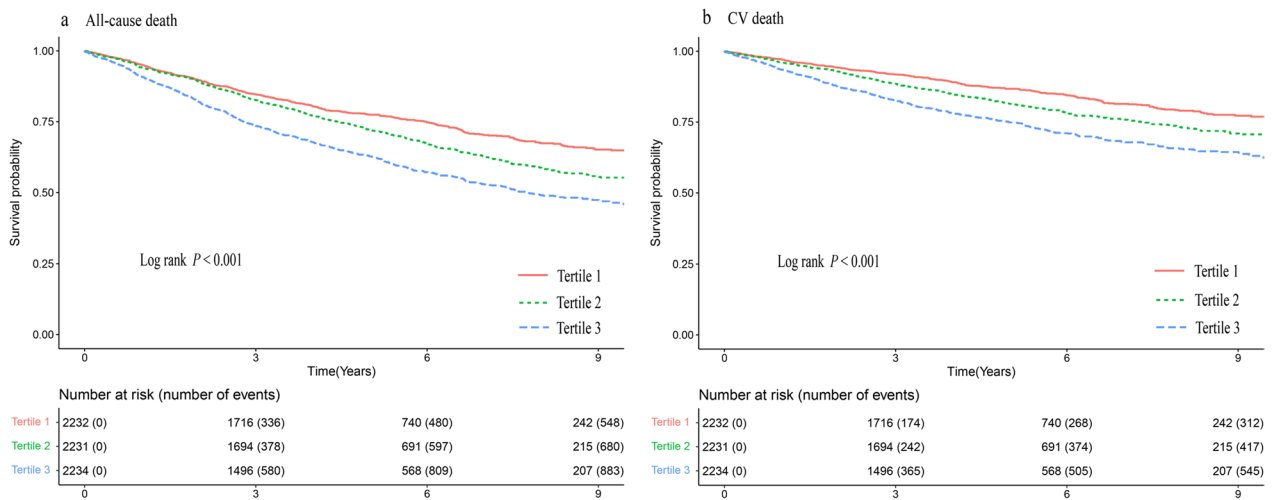 a All-cause death
1.00
0.75
0.50
0.25
0.00
Survival probability
Log rank P < 0.001
Tertile 1
Tertile 2
Tertile 3
0 3 6 9
Time(Years)
Number at risk (number of events)
Tertile 1 2232 (0) 1716 (336) 740 (480) 242 (548)
Tertile 2 2231 (0) 1694 (378) 691 (597) 215 (680)
Tertile 3 2234 (0) 1496 (580) 568 (809) 207 (883)
0 3 6 9
b CV death
1.00
0.75
0.50
0.25
0.00
Survival probability
Log rank P < 0.001
Tertile 1
Tertile 2
Tertile 3
0 3 6 9
Time(Years)
Number at risk (number of events)
Tertile 1 2232 (0) 1716 (174) 740 (268) 242 (312)
Tertile 2 2231 (0) 1694 (242) 691 (374) 215 (417)
Tertile 3 2234 (0) 1496 (365) 568 (505) 207 (545)
0 3 6 9